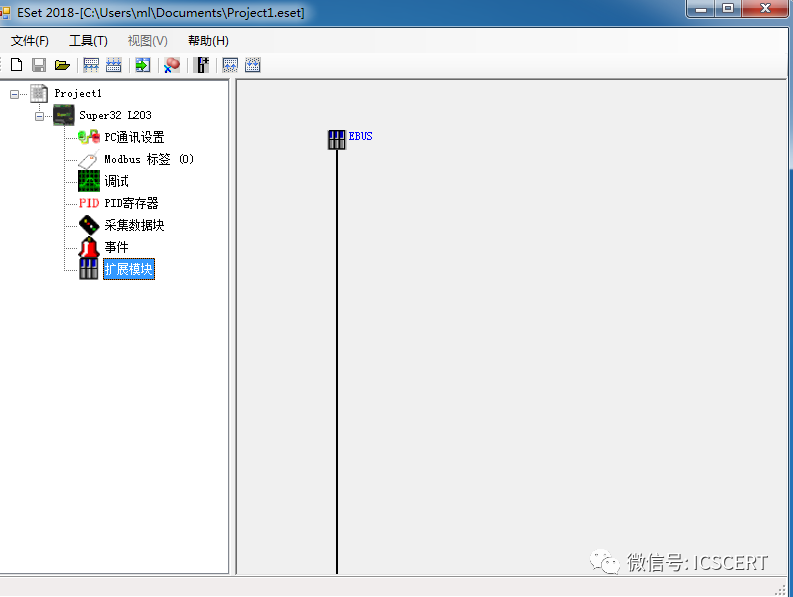 ESet 2018-[C:\Users\ml\Documents\Project1.eset]
文件(F) 工具(T) 视图(V) 帮助(H)
Project1
Super32 L203
PC通讯设置
Modbus 标签 (0)
调试
PID PID寄存器
采集数据块
事件
扩展模块
EBUS
微信号: ICSCERT